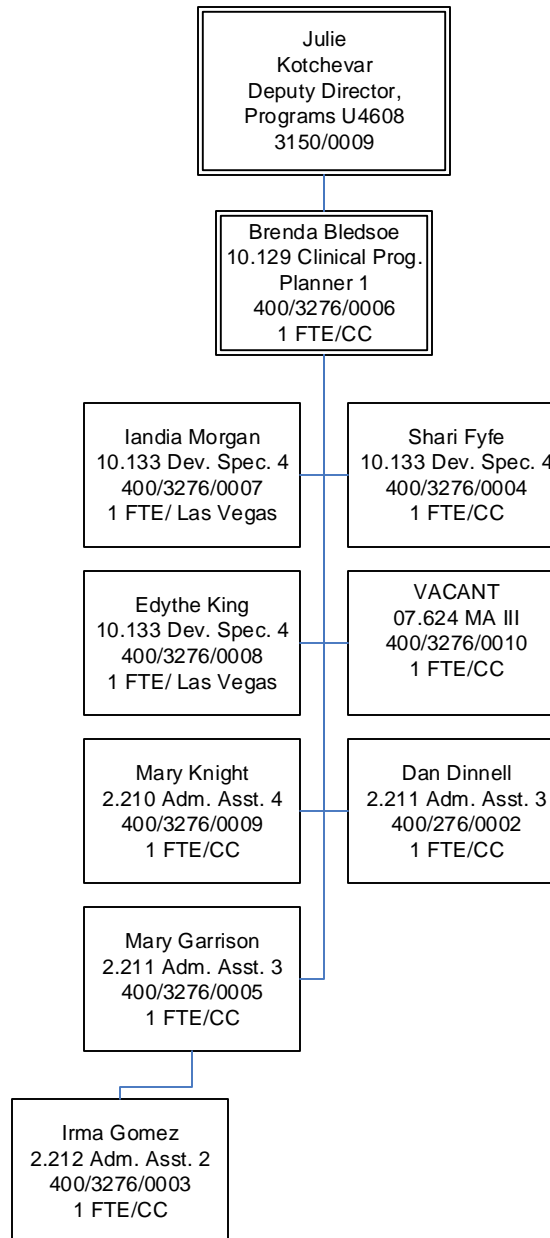 Julie
Kotchevar
Deputy Director,
Programs U4608
3150/0009
Brenda Bledsoe
10.129 Clinical Prog.
Planner 1
400/3276/0006
1 FTE/CC
Iandia Morgan
10.133 Dev. Spec. 4
400/3276/0007
1 FTE/ Las Vegas
Shari Fyfe
10.133 Dev. Spec. 4
400/3276/0004
1 FTE/CC
Edythe King
10.133 Dev. Spec. 4
400/3276/0008
1 FTE/ Las Vegas
VACANT
07.624 MA III
400/3276/0010
1 FTE/CC
Mary Knight
2.210 Adm. Asst. 4
400/3276/0009
1 FTE/CC
Dan Dinnell
2.211 Adm. Asst. 3
400/276/0002
1 FTE/CC
Mary Garrison
2.211 Adm. Asst. 3
400/3276/0005
1 FTE/CC
Irma Gomez
2.212 Adm. Asst. 2
400/3276/0003
1 FTE/CC